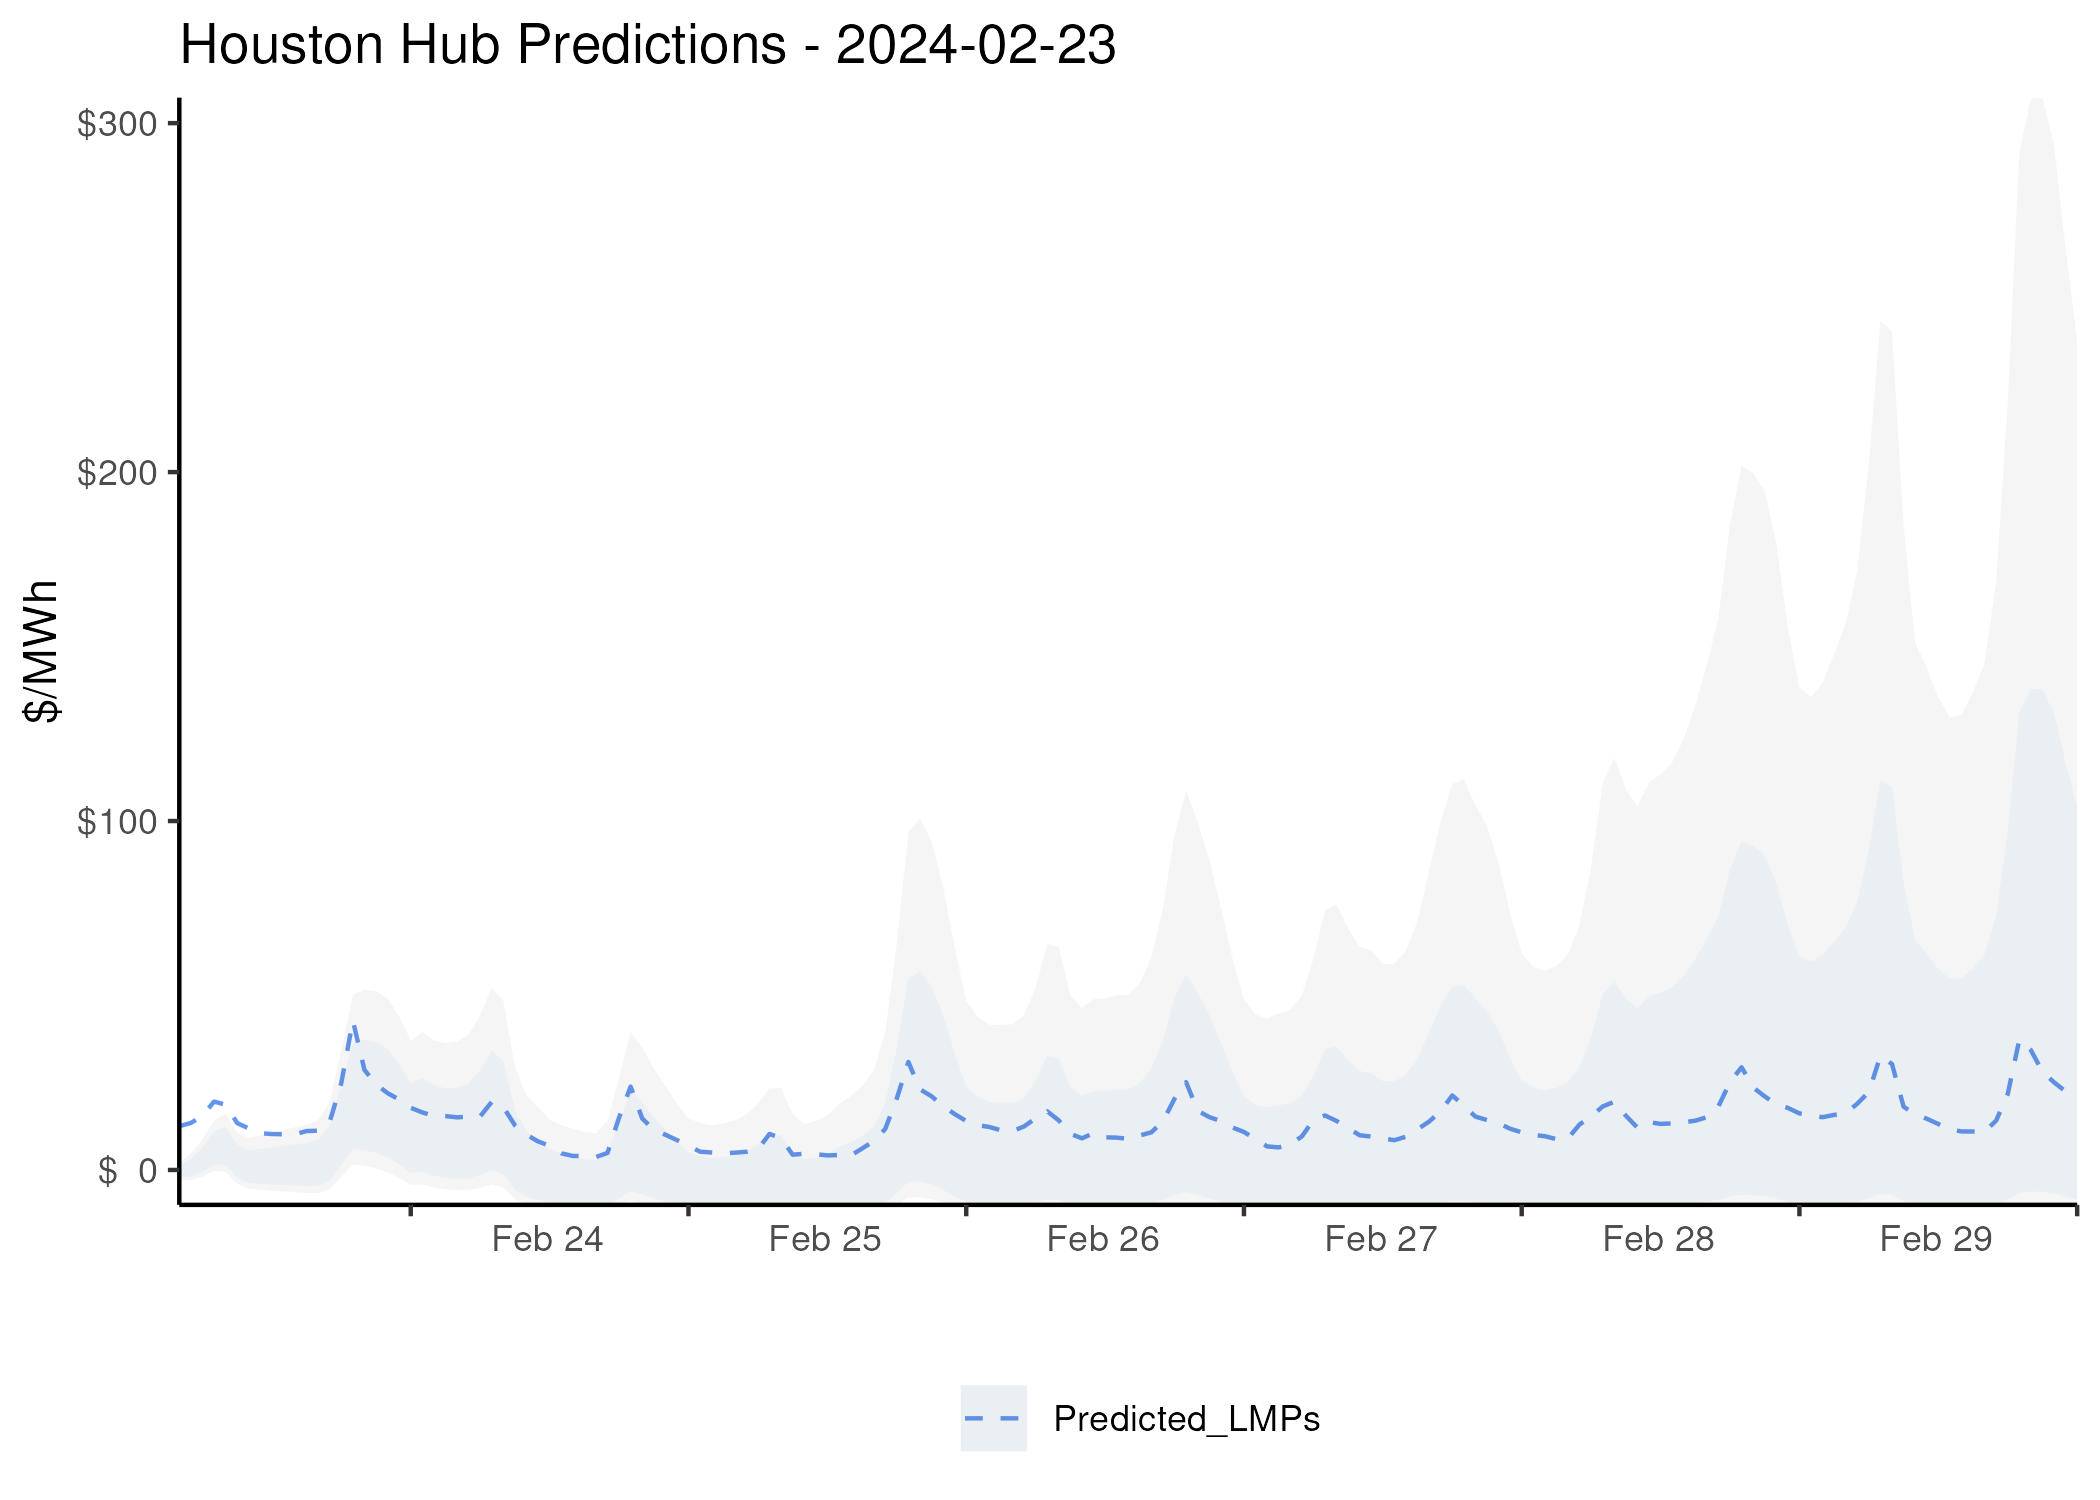 Houston Hub Predictions - 2024-02-23
$300
$200
$100
$ 0
$/MWh
Feb 24 Feb 25 Feb 26 Feb 27 Feb 28 Feb 29
Predicted_LMPs